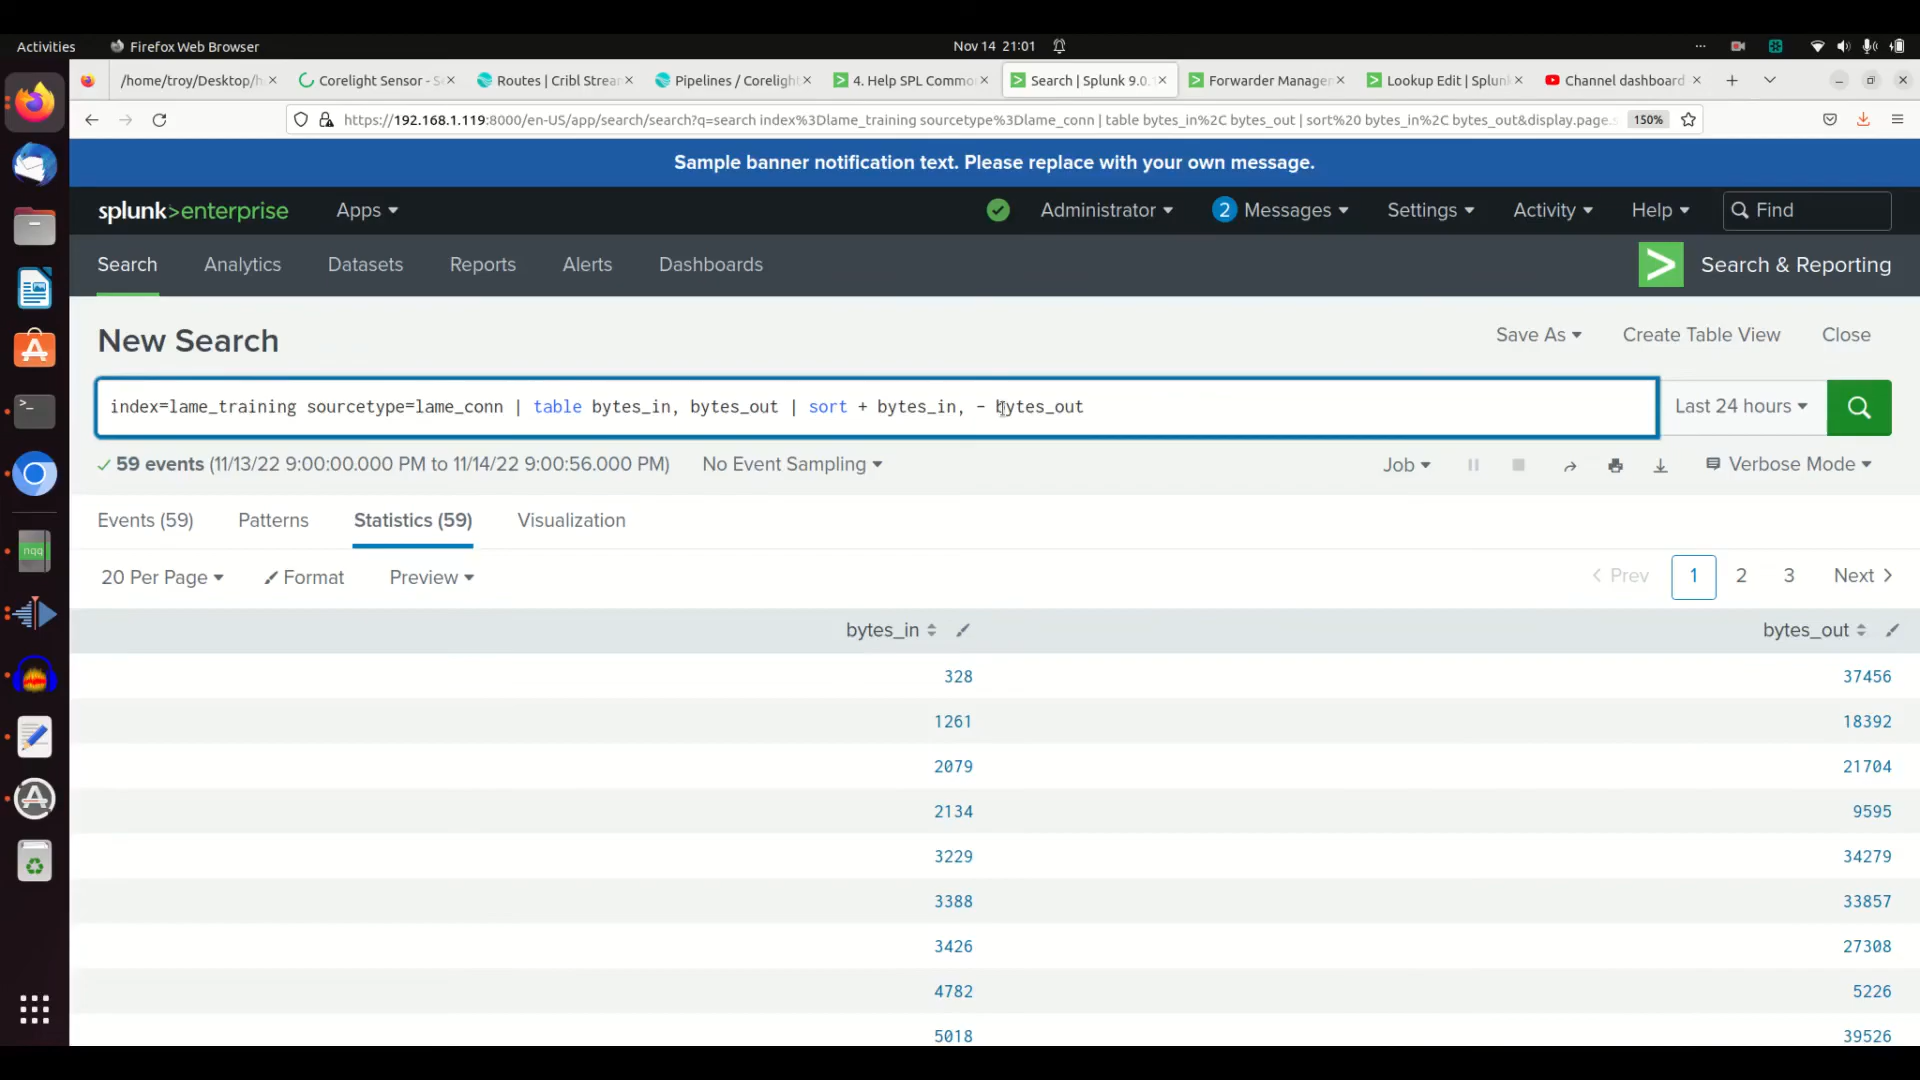 Activities Firefox Web Browser Nov 14 21:01
/home/troy/Desktop/h Corelight Sensor - S Routes | Cribl Strea Pipelines / Corelight 4. Help SPL Commo Search | Splunk 9.0. Forwarder Manage Lookup Edit | Splunk Channel dashboard
https://192.168.1.119:8000/en-US/app/search/search?q=search index%3Dlame_training sourcetype%3Dlame_conn | table bytes_in%2C bytes_out | sort%20 bytes_in%2C bytes_out&display.page.s 150%
Sample banner notification text. Please replace with your own message.
splunk>enterprise Apps Administrator 2 Messages Settings Activity Help Find
Search Analytics Datasets Reports Alerts Dashboards Search & Reporting
New Search Save As Create Table View Close
index=lame_training sourcetype=lame_conn | table bytes_in, bytes_out | sort + bytes_in, - bytes_out Last 24 hours
59 events (11/13/22 9:00:00.000 PM to 11/14/22 9:00:56.000 PM) No Event Sampling Job Verbose Mode
Events (59) Patterns Statistics (59) Visualization
20 Per Page Format Preview < Prev 1 2 3 Next >
bytes_in bytes_out
328 37456
1261 18392
2079 21704
2134 9595
3229 34279
3388 33857
3426 27308
4782 5226
5018 39526
nqq